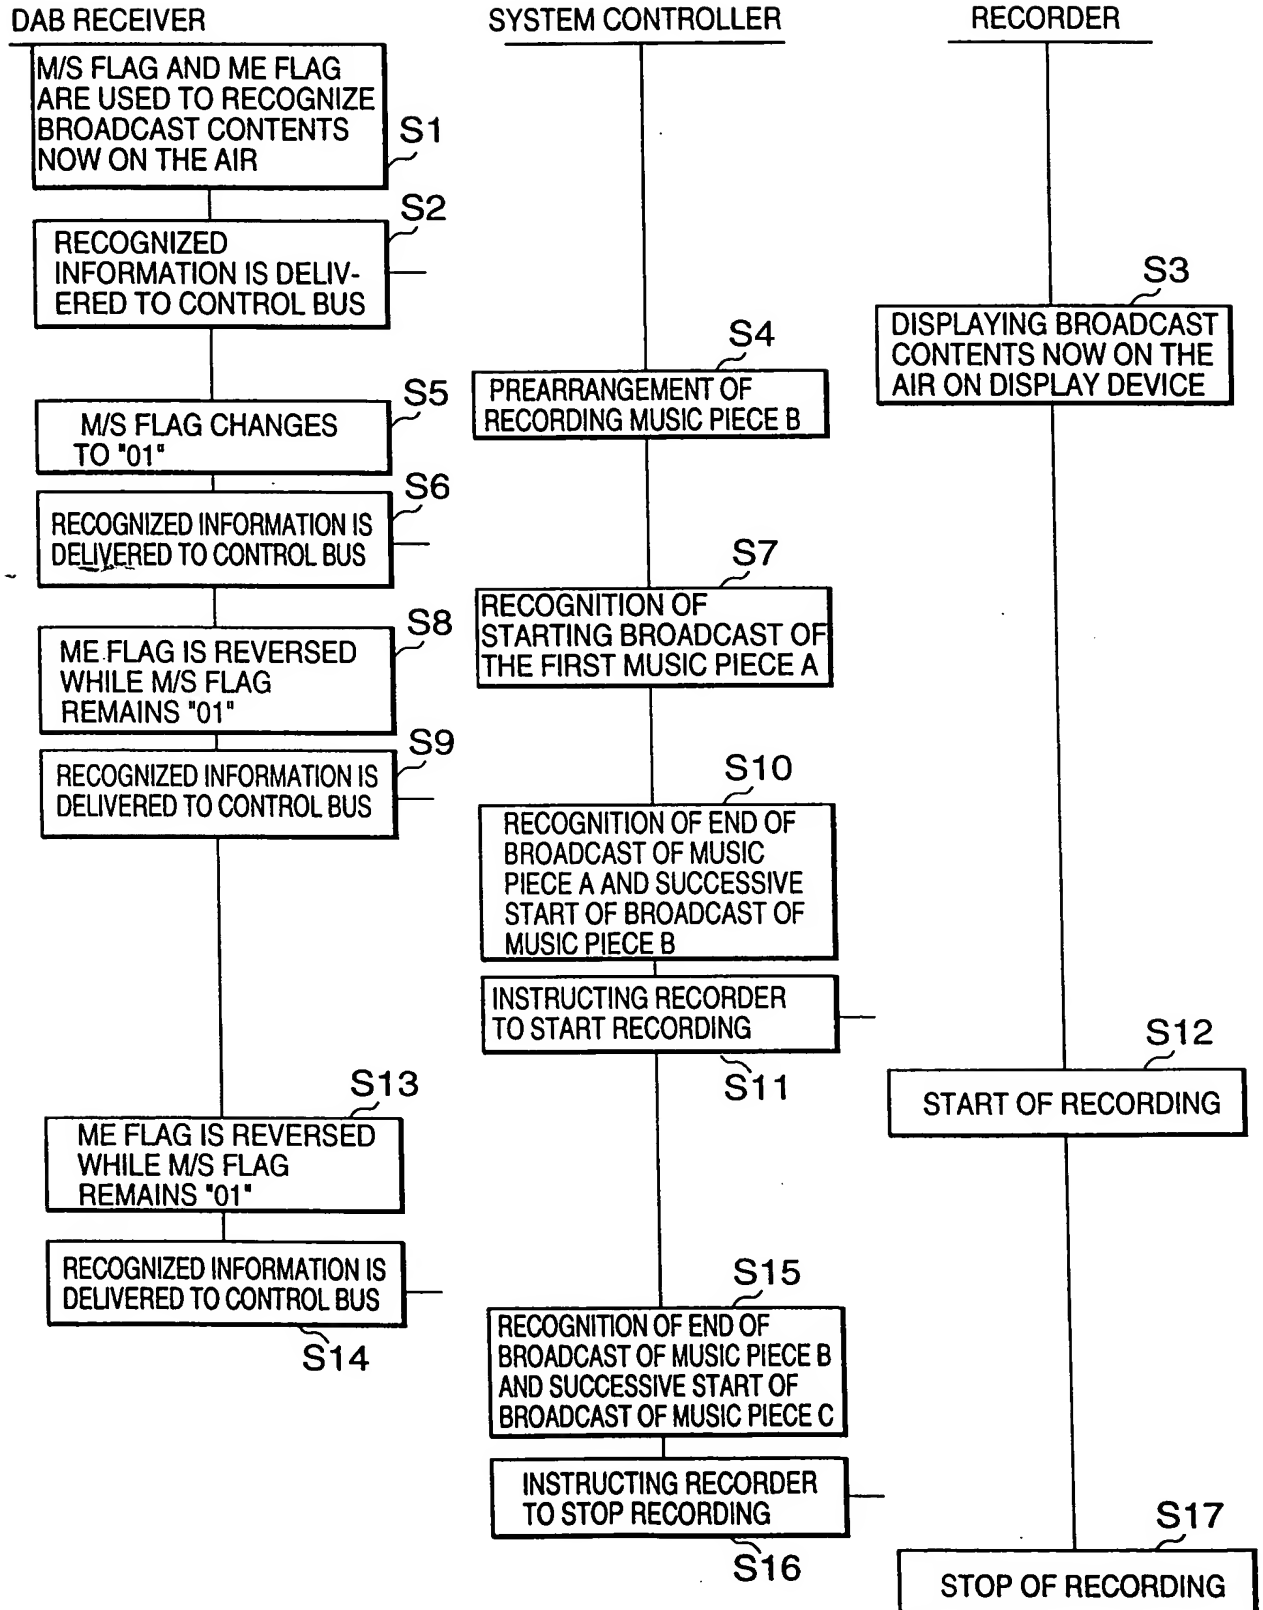 DAB RECEIVER
SYSTEM CONTROLLER
RECORDER
M/S FLAG AND ME FLAG
ARE USED TO RECOGNIZE
BROADCAST CONTENTS
NOW ON THE AIR
S1
S2
RECOGNIZED
INFORMATION IS DELIV-
ERED TO CONTROL BUS
S3
DISPLAYING BROADCAST
CONTENTS NOW ON THE
AIR ON DISPLAY DEVICE
S4
PREARRANGEMENT OF
RECORDING MUSIC PIECE B
S5
M/S FLAG CHANGES
TO "01"
S6
RECOGNIZED INFORMATION IS
DELIVERED TO CONTROL BUS
S7
RECOGNITION OF
STARTING BROADCAST OF
THE FIRST MUSIC PIECE A
S8
ME FLAG IS REVERSED
WHILE M/S FLAG
REMAINS "01"
S9
RECOGNIZED INFORMATION IS
DELIVERED TO CONTROL BUS
S10
RECOGNITION OF END OF
BROADCAST OF MUSIC
PIECE A AND SUCCESSIVE
START OF BROADCAST OF
MUSIC PIECE B
INSTRUCTING RECORDER
TO START RECORDING
S11
S12
START OF RECORDING
S13
ME FLAG IS REVERSED
WHILE M/S FLAG
REMAINS "01"
RECOGNIZED INFORMATION IS
DELIVERED TO CONTROL BUS
S14
S15
RECOGNITION OF END OF
BROADCAST OF MUSIC PIECE B
AND SUCCESSIVE START OF
BROADCAST OF MUSIC PIECE C
INSTRUCTING RECORDER
TO STOP RECORDING
S16
S17
STOP OF RECORDING